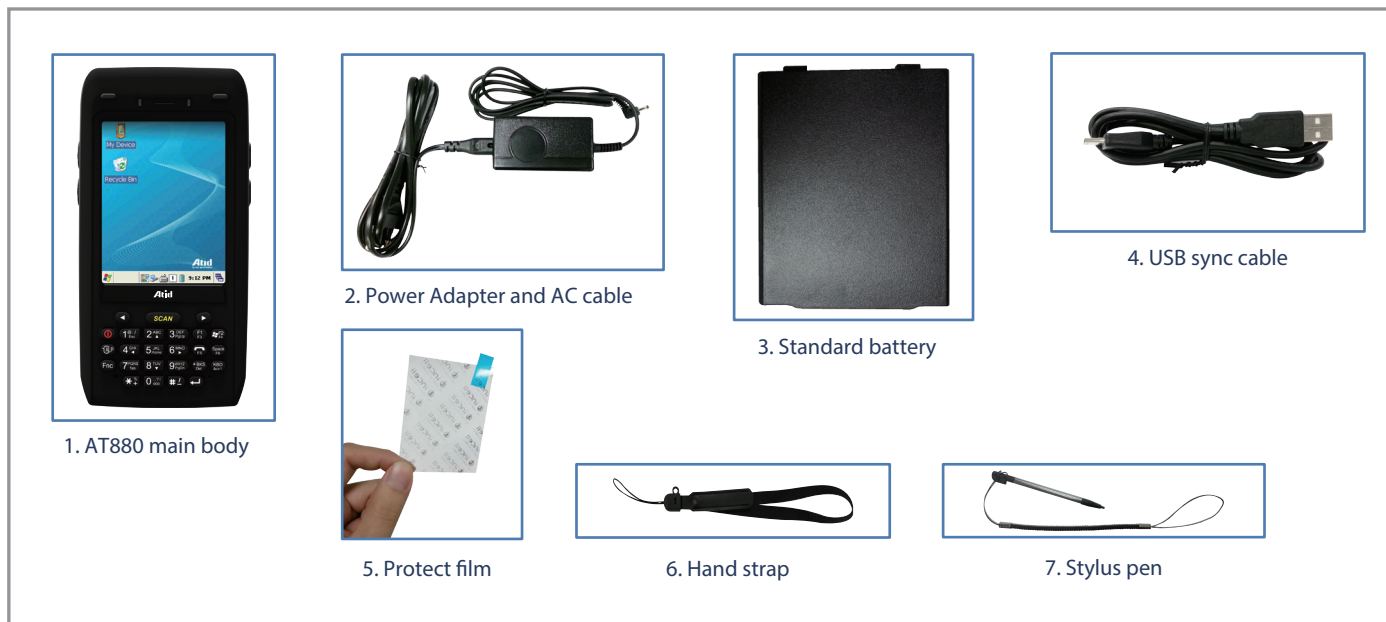 My Device
Recycle Bin
Atid
9:12 PM
Atid
SCAN
1. AT880 main body
2. Power Adapter and AC cable
3. Standard battery
4. USB sync cable
5. Protect film
6. Hand strap
7. Stylus pen